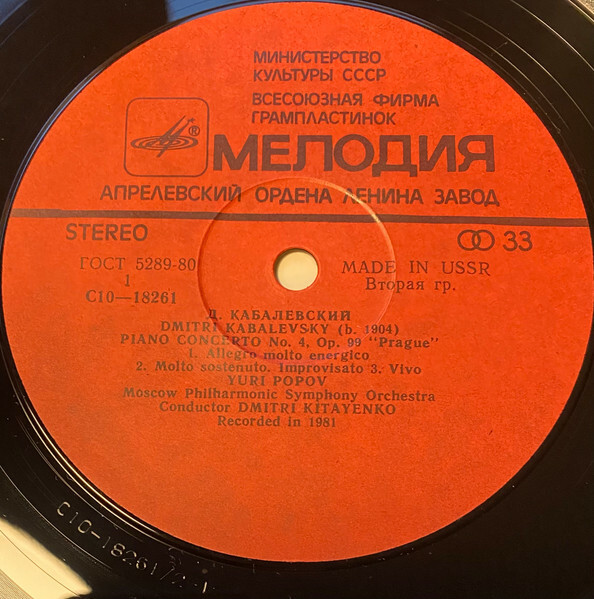 МИНИСТЕРСТВО
КУЛЬТУРЫ СССР
ВСЕСОЮЗНАЯ ФИРМА
ГРАМПЛАСТИНОК
® МЕЛОДИЯ
АПРЕЛЕВСКИЙ ОРДЕНА ЛЕНИНА ЗАВОД
STEREO 33
ГОСТ 5289-80 MADE IN USSR
1 Вторая гр.
С10—18261
Д. КАБАЛЕВСКИЙ
DMITRI KABALEVSKY (b. 1904)
PIANO CONCERTO No. 4, Op. 99 "Prague"
1. Allegro molto energico
2. Molto sostenuto. Improvisato 3. Vivo
YURI POPOV
Moscow Philharmonic Symphony Orchestra
Conductor DMITRI KITAYENKO
Recorded in 1981
С10-18261